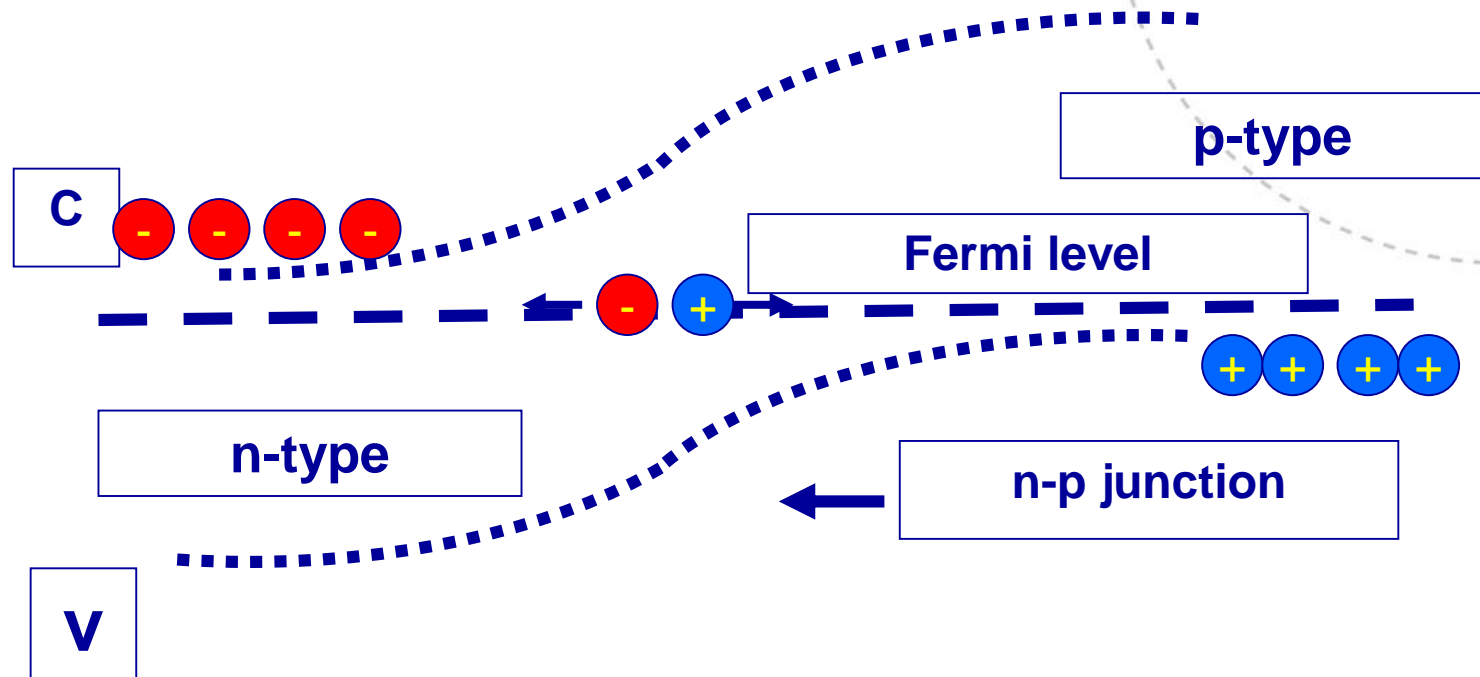 p-type
C
- - - -
Fermi level
- +
+ + + +
n-type
n-p junction
V